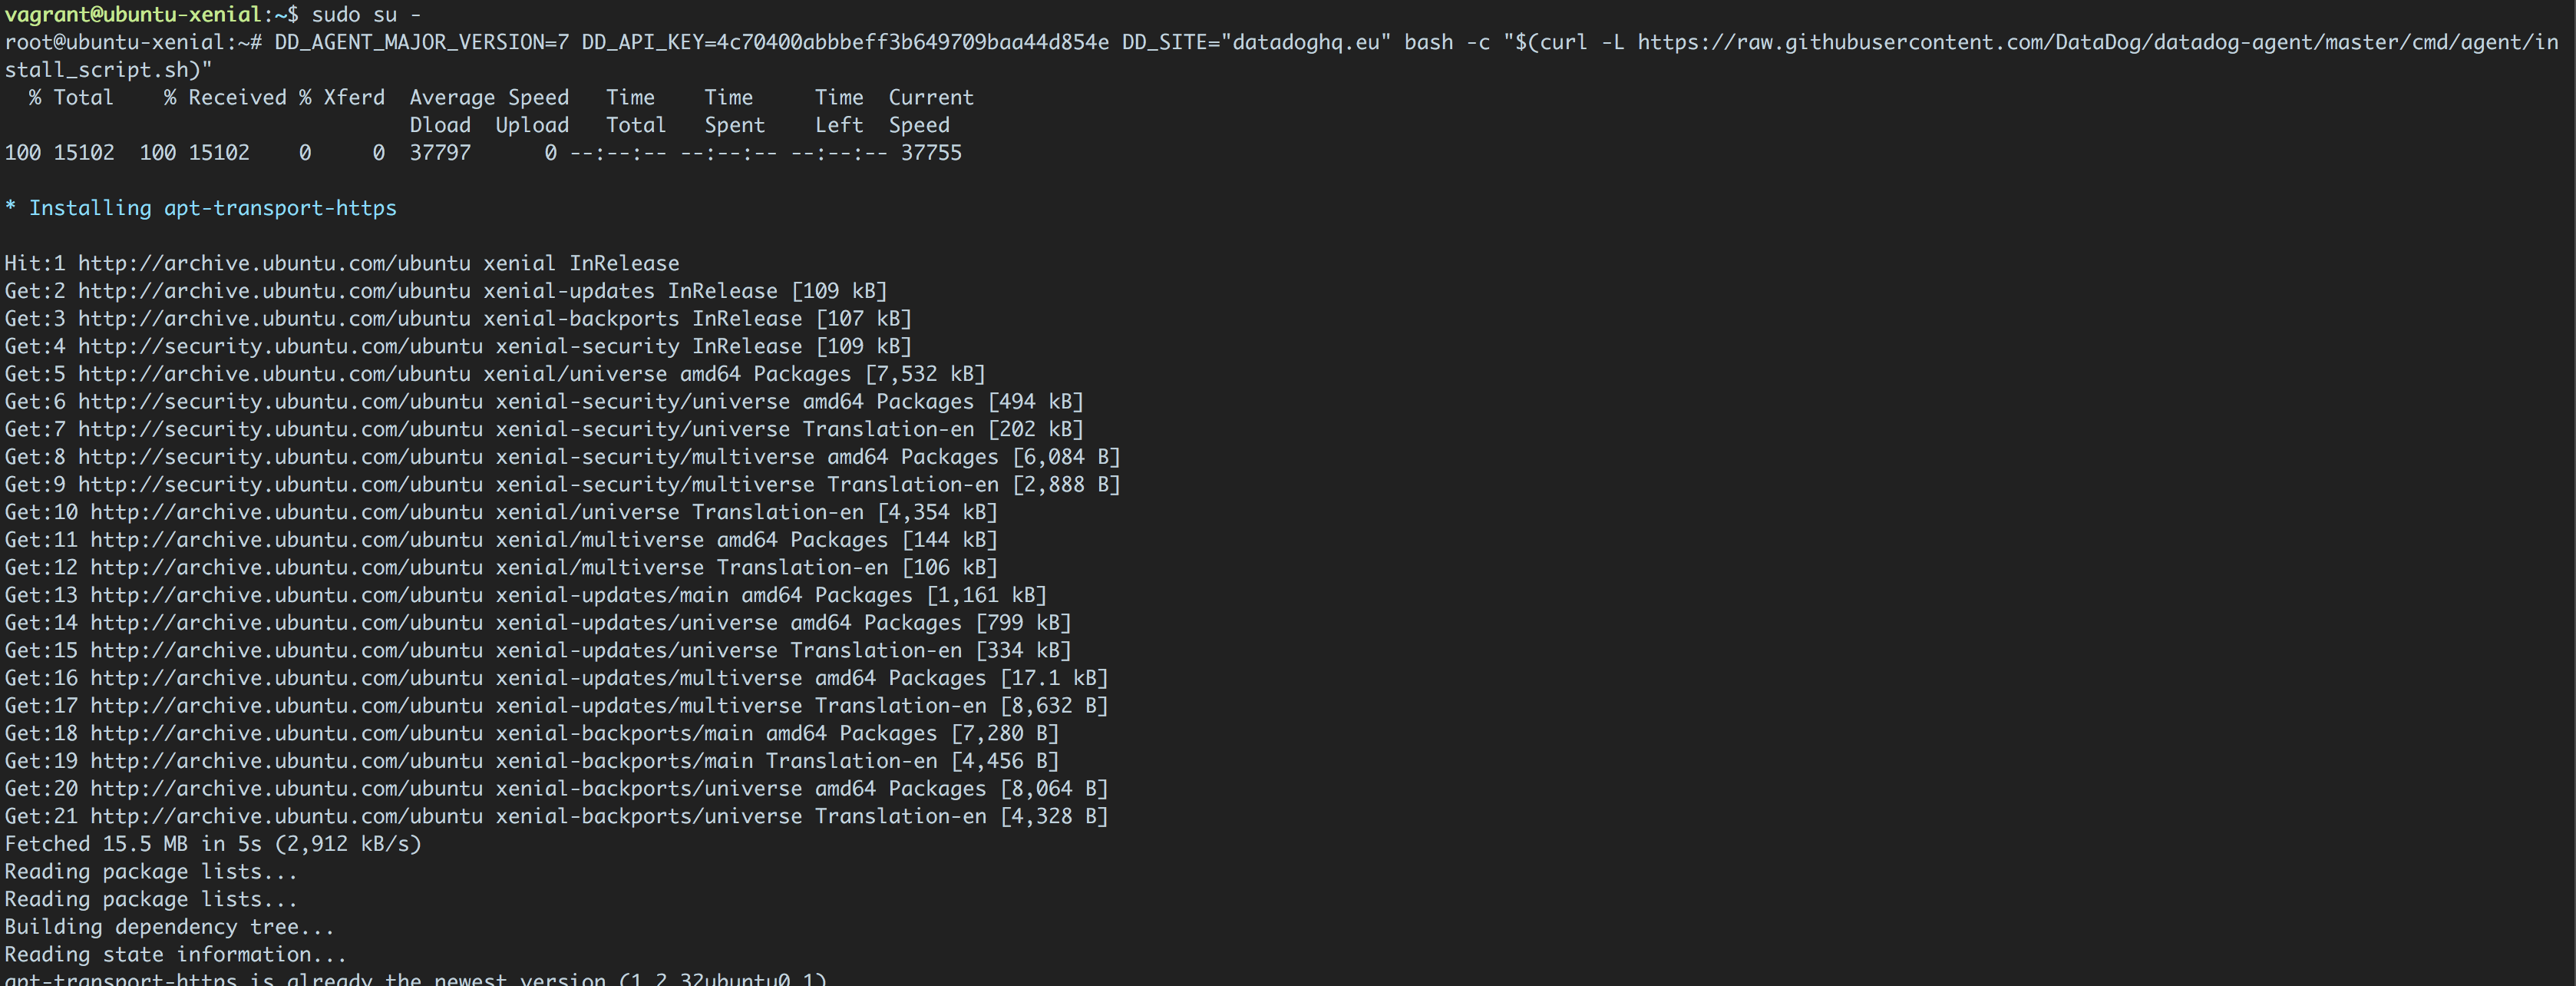 vagrant@ubuntu-xenial:~$ sudo su -
root@ubuntu-xenial:~# DD_AGENT_MAJOR_VERSION=7 DD_API_KEY=4c70400abbbeff3b649709baa44d854e DD_SITE="datadoghq.eu" bash -c "$(curl -L https://raw.githubusercontent.com/DataDog/datadog-agent/master/cmd/agent/in
stall_script.sh)"
  % Total    % Received % Xferd  Average Speed   Time    Time     Time  Current
                                 Dload  Upload   Total   Spent    Left  Speed
100 15102  100 15102    0     0  37797      0 --:--:-- --:--:-- --:--:-- 37755
* Installing apt-transport-https
Hit:1 http://archive.ubuntu.com/ubuntu xenial InRelease
Get:2 http://archive.ubuntu.com/ubuntu xenial-updates InRelease [109 kB]
Get:3 http://archive.ubuntu.com/ubuntu xenial-backports InRelease [107 kB]
Get:4 http://security.ubuntu.com/ubuntu xenial-security InRelease [109 kB]
Get:5 http://archive.ubuntu.com/ubuntu xenial/universe amd64 Packages [7,532 kB]
Get:6 http://security.ubuntu.com/ubuntu xenial-security/universe amd64 Packages [494 kB]
Get:7 http://security.ubuntu.com/ubuntu xenial-security/universe Translation-en [202 kB]
Get:8 http://security.ubuntu.com/ubuntu xenial-security/multiverse amd64 Packages [6,084 B]
Get:9 http://security.ubuntu.com/ubuntu xenial-security/multiverse Translation-en [2,888 B]
Get:10 http://archive.ubuntu.com/ubuntu xenial/universe Translation-en [4,354 kB]
Get:11 http://archive.ubuntu.com/ubuntu xenial/multiverse amd64 Packages [144 kB]
Get:12 http://archive.ubuntu.com/ubuntu xenial/multiverse Translation-en [106 kB]
Get:13 http://archive.ubuntu.com/ubuntu xenial-updates/main amd64 Packages [1,161 kB]
Get:14 http://archive.ubuntu.com/ubuntu xenial-updates/universe amd64 Packages [799 kB]
Get:15 http://archive.ubuntu.com/ubuntu xenial-updates/universe Translation-en [334 kB]
Get:16 http://archive.ubuntu.com/ubuntu xenial-updates/multiverse amd64 Packages [17.1 kB]
Get:17 http://archive.ubuntu.com/ubuntu xenial-updates/multiverse Translation-en [8,632 B]
Get:18 http://archive.ubuntu.com/ubuntu xenial-backports/main amd64 Packages [7,280 B]
Get:19 http://archive.ubuntu.com/ubuntu xenial-backports/main Translation-en [4,456 B]
Get:20 http://archive.ubuntu.com/ubuntu xenial-backports/universe amd64 Packages [8,064 B]
Get:21 http://archive.ubuntu.com/ubuntu xenial-backports/universe Translation-en [4,328 B]
Fetched 15.5 MB in 5s (2,912 kB/s)
Reading package lists...
Reading package lists...
Building dependency tree...
Reading state information...
apt-transport-https is already the newest version (1.2.32ubuntu0.1)